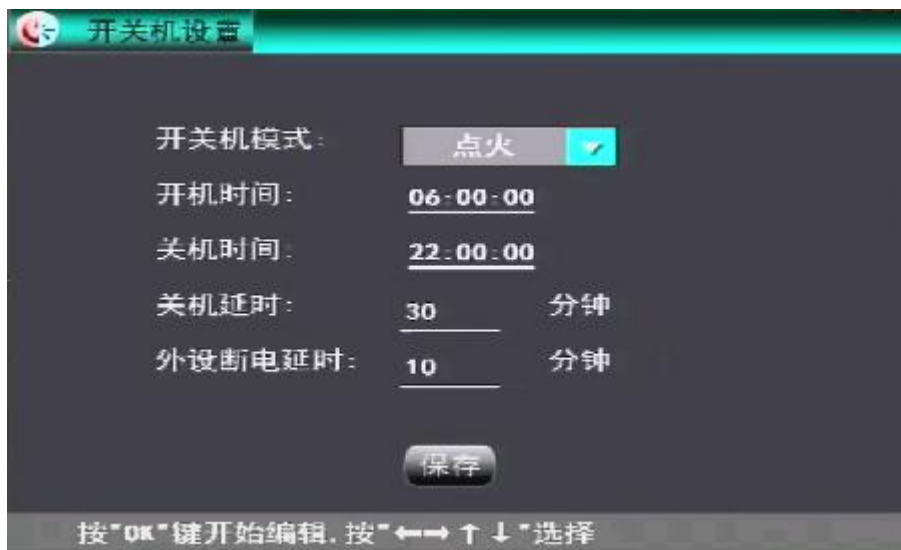 开关机设置
开关机模式: 点火
开机时间: 06:00:00
关机时间: 22:00:00
关机延时: 30 分钟
外设断电延时: 10 分钟
保存
按"OK"键开始编辑.按"←→↑↓"选择